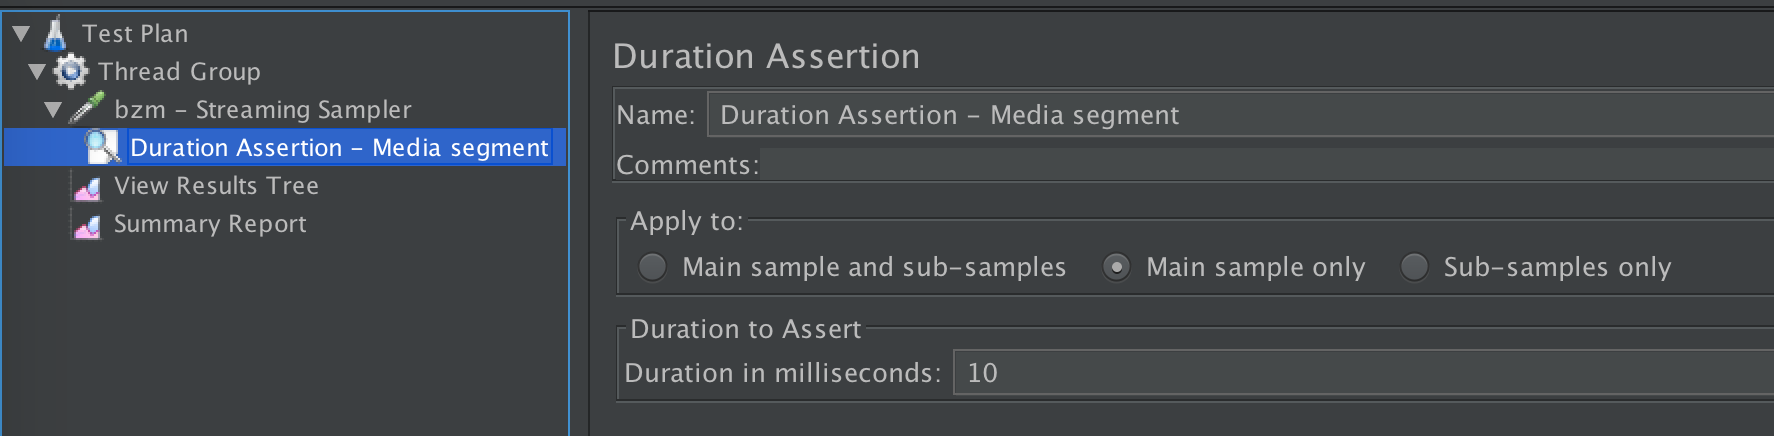 Test Plan
Thread Group
bzm - Streaming Sampler
Duration Assertion - Media segment
View Results Tree
Summary Report
Duration Assertion
Name: Duration Assertion - Media segment
Comments:
Apply to:
Main sample and sub-samples Main sample only Sub-samples only
Duration to Assert
Duration in milliseconds: 10